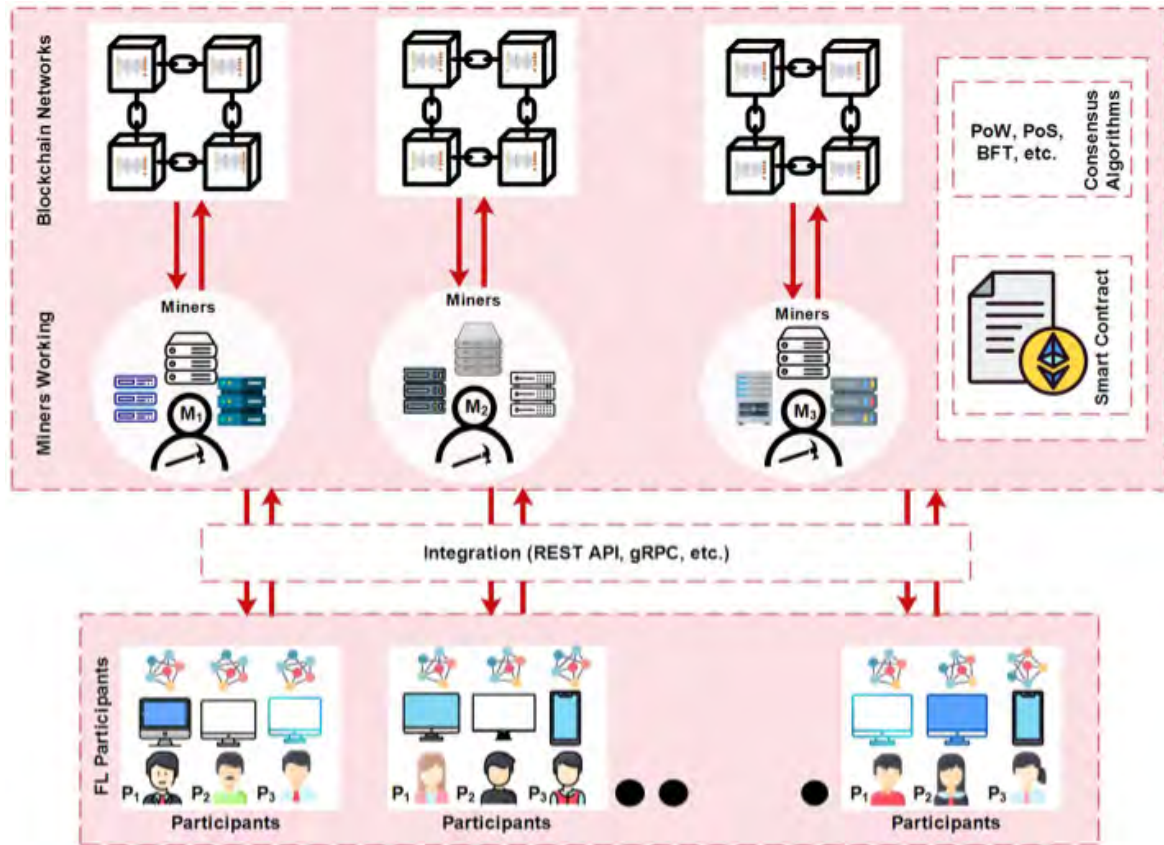 Blockchain Networks
PoW, PoS,
BFT, etc.
Consensus
Algorithms
Miners Working
Miners
M1
Miners
M2
Miners
M3
Smart Contract
Integration (REST API, gRPC, etc.)
FL Participants
P1 P2 P3
Participants
P1 P2 P3
Participants
P1 P2 P3
Participants